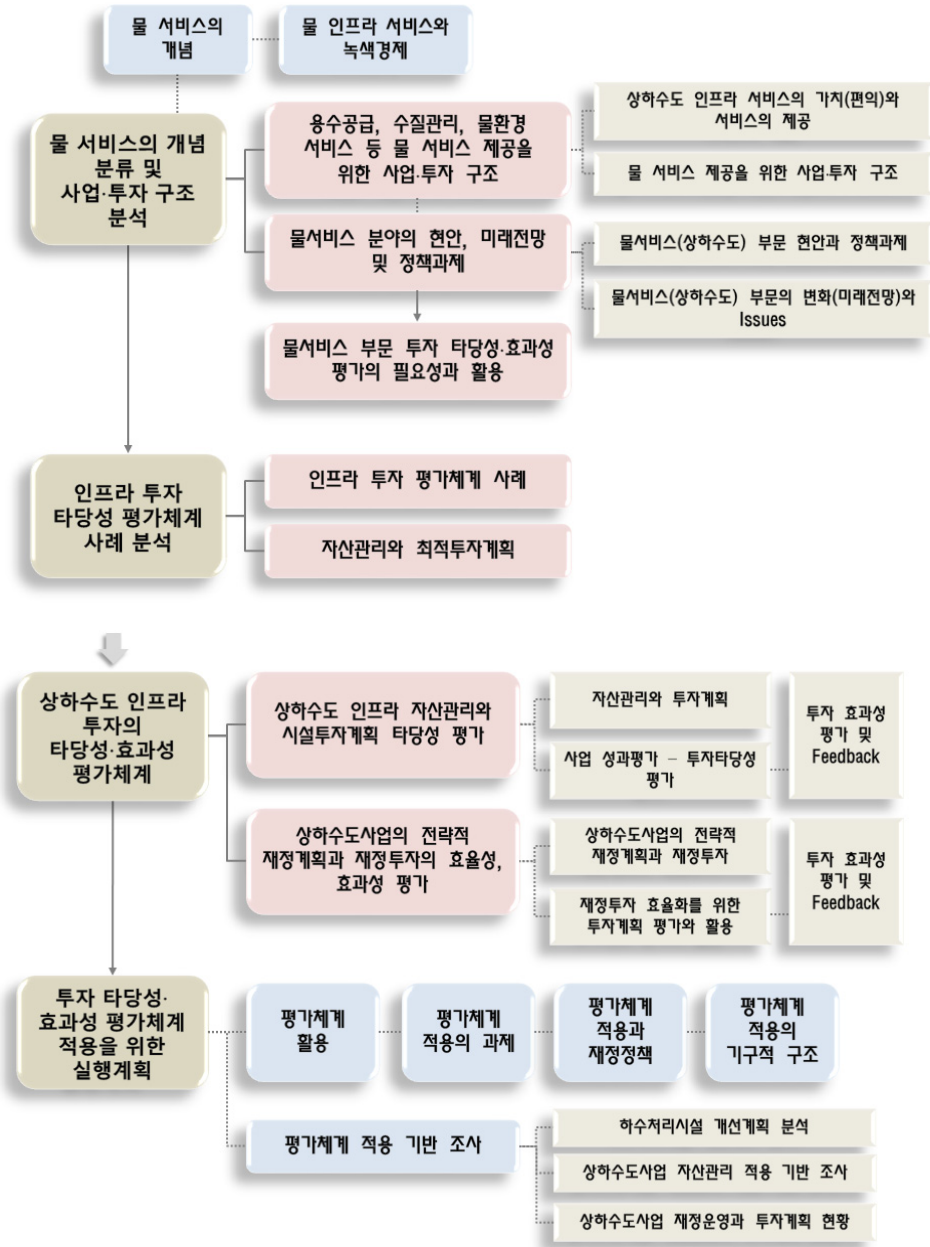 물 서비스의
개념
물 인프라 서비스와
녹색경제
물 서비스의 개념
분류 및
사업·투자 구조
분석
용수공급, 수질관리, 물환경
서비스 등 물 서비스 제공을
위한 사업·투자 구조
상하수도 인프라 서비스의 가치(편의)와
서비스의 제공
물 서비스 제공을 위한 사업·투자 구조
물서비스 분야의 현안, 미래전망
및 정책과제
물서비스(상하수도) 부문 현안과 정책과제
물서비스(상하수도) 부문의 변화(미래전망)와
Issues
물서비스 부문 투자 타당성·효과성
평가의 필요성과 활용
인프라 투자
타당성 평가체계
사례 분석
인프라 투자 평가체계 사례
자산관리와 최적투자계획
상하수도 인프라
투자의
타당성·효과성
평가체계
상하수도 인프라 자산관리와
시설투자계획 타당성 평가
자산관리와 투자계획
사업 성과평가 – 투자타당성
평가
투자 효과성
평가 및
Feedback
상하수도사업의 전략적
재정계획과 재정투자의 효율성,
효과성 평가
상하수도사업의 전략적
재정계획과 재정투자
재정투자 효율화를 위한
투자계획 평가와 활용
투자 효과성
평가 및
Feedback
투자 타당성·
효과성 평가체계
적용을 위한
실행계획
평가체계
활용
평가체계
적용의 과제
평가체계
적용과
재정정책
평가체계
적용의
기구적 구조
평가체계 적용 기반 조사
하수처리시설 개선계획 분석
상하수도사업 자산관리 적용 기반 조사
상하수도사업 재정운영과 투자계획 현황